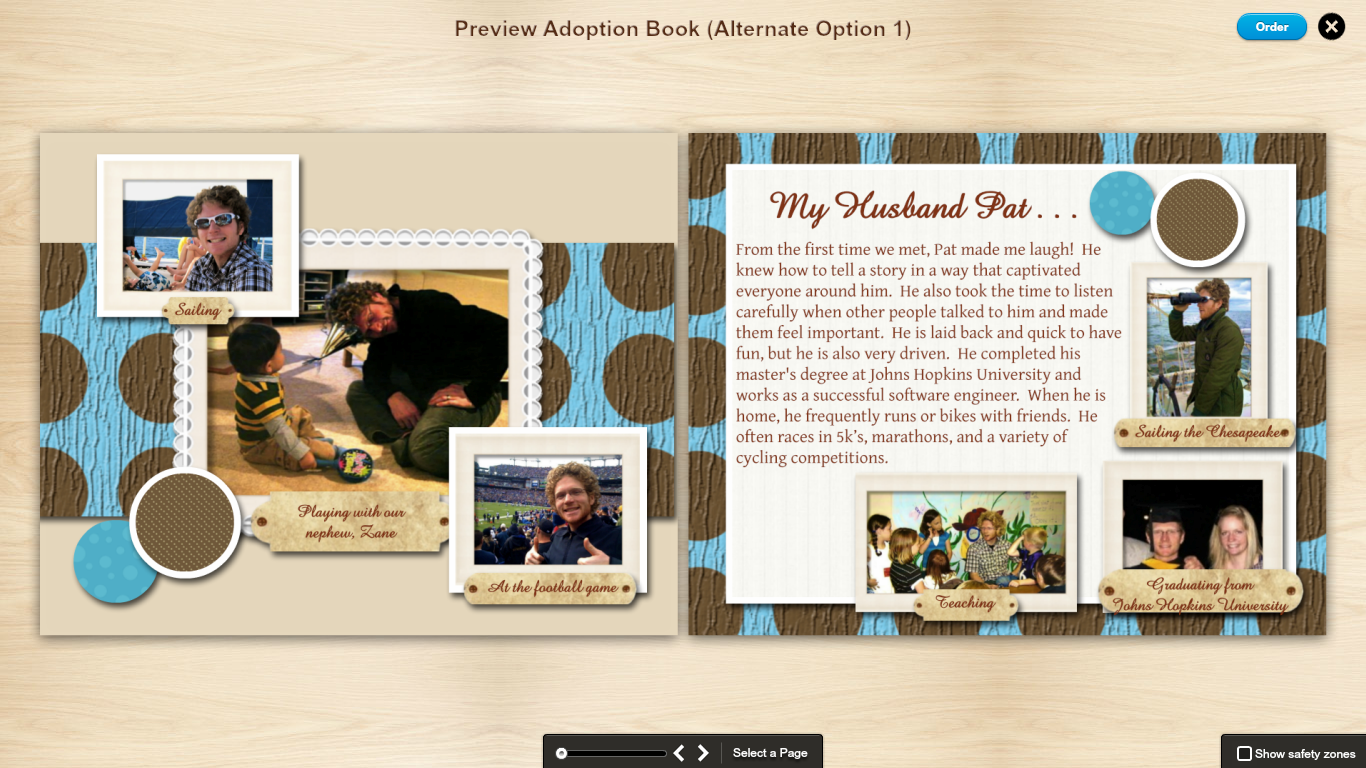 Preview Adoption Book (Alternate Option 1)
Order
Sailing
Playing with our
nephew, Zane
At the football game
My Husband Pat . . .
From the first time we met, Pat made me laugh!  He
knew how to tell a story in a way that captivated
everyone around him.  He also took the time to listen
carefully when other people talked to him and made
them feel important.  He is laid back and quick to have
fun, but he is also very driven.  He completed his
master's degree at Johns Hopkins University and
works as a successful software engineer.  When he is
home, he frequently runs or bikes with friends.  He
often races in 5k’s, marathons, and a variety of
cycling competitions.
Sailing the Chesapeake
Teaching
Graduating from
Johns Hopkins University
Select a Page
Show safety zones